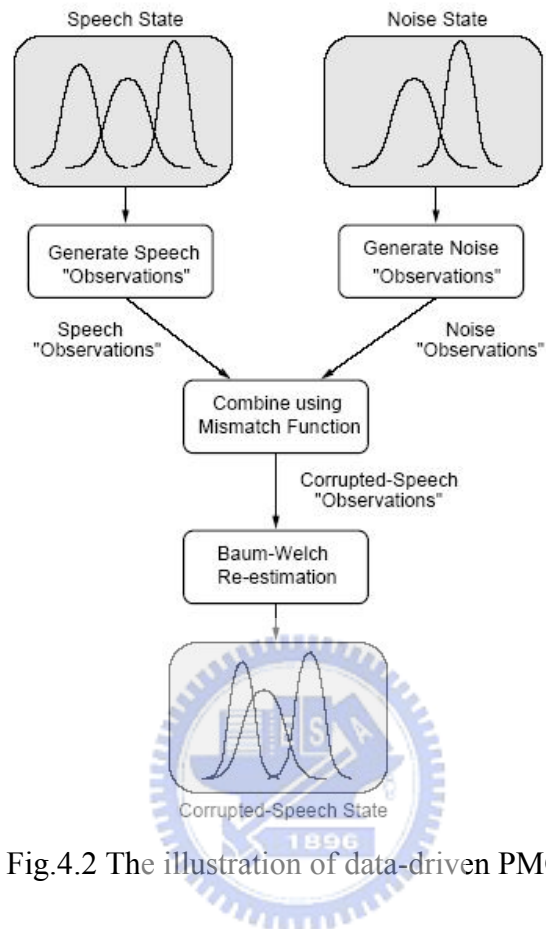 Speech State
Noise State
Generate Speech
"Observations"
Generate Noise
"Observations"
Speech
"Observations"
Noise
"Observations"
Combine using
Mismatch Function
Corrupted-Speech
"Observations"
Baum-Welch
Re-estimation
E S A
Corrupted-Speech State
1896
Fig.4.2 The illustration of data-driven PM